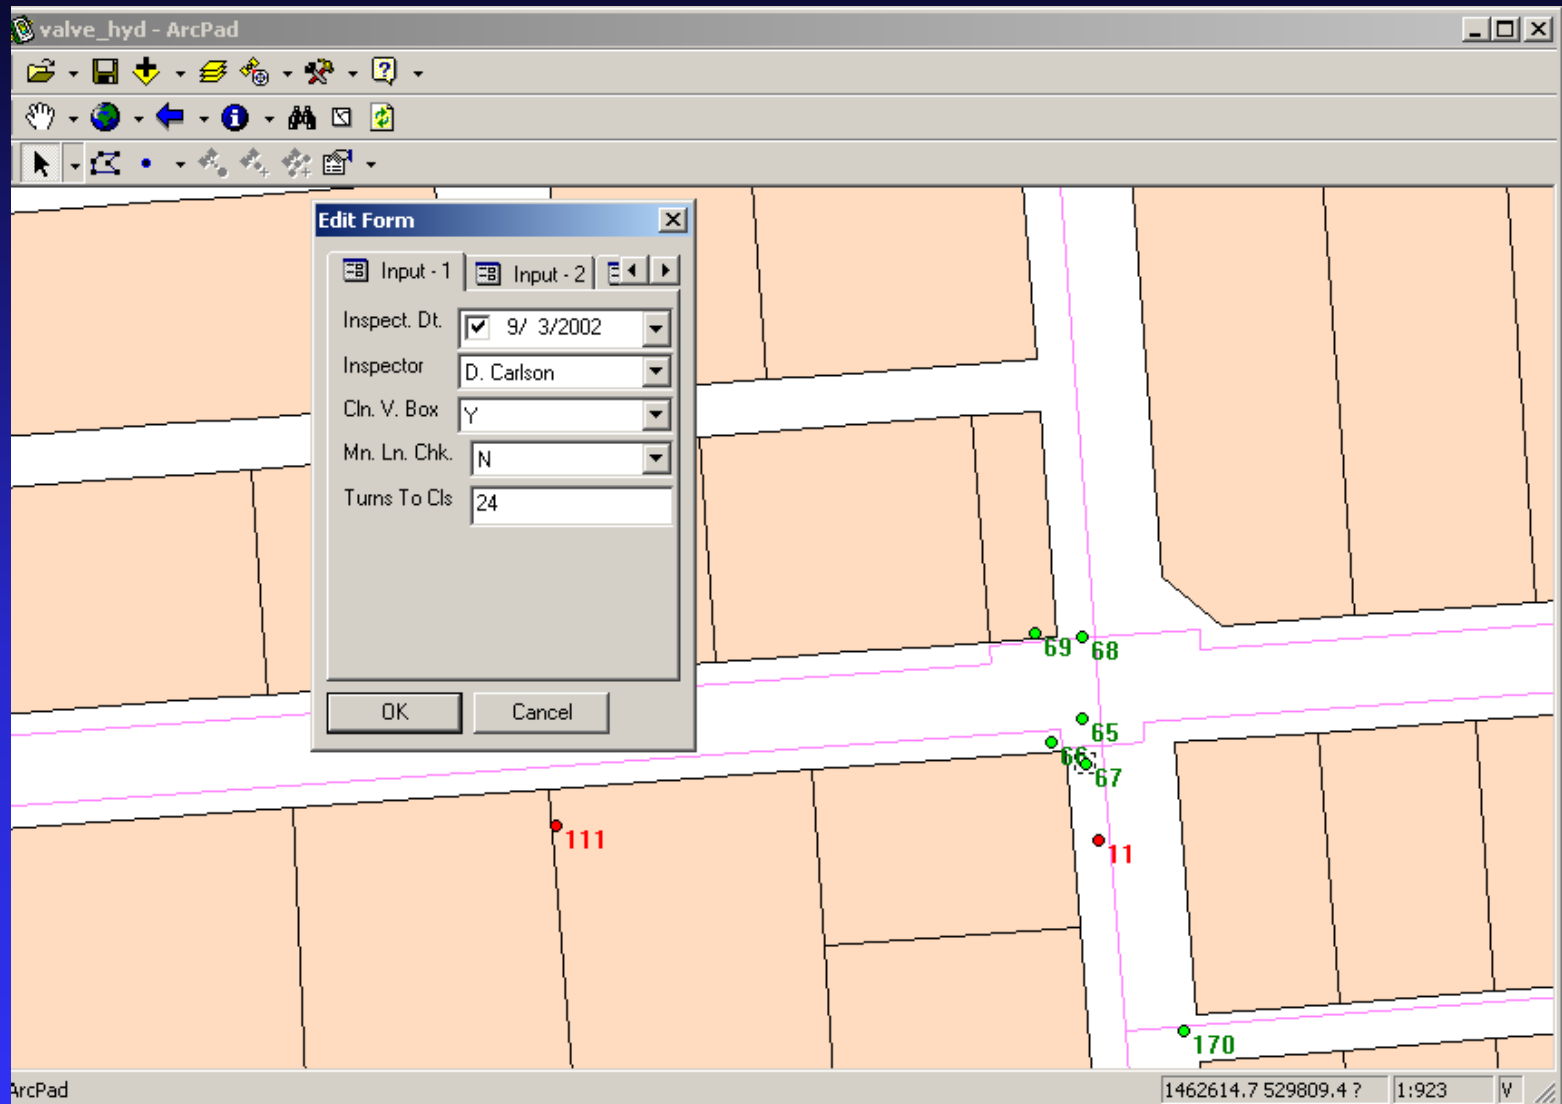 valve_hyd - ArcPad
Edit Form
Input - 1 Input - 2
Inspect. Dt. 9/ 3/2002
Inspector D. Carlson
Cln. V. Box Y
Mn. Ln. Chk. N
Turns To Cls 24
OK Cancel
69 68
65
66
67
111
11
170
ArcPad 1462614.7 529809.4 ? 1:923 V